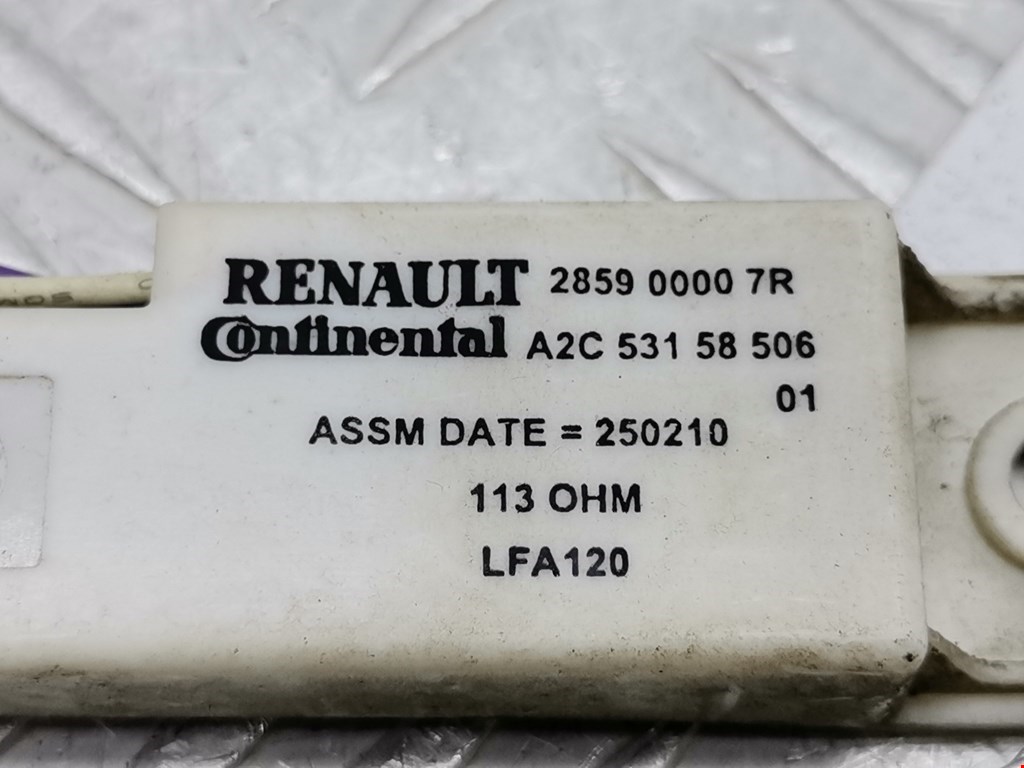 RENAULT 2859 0000 7R
Continental A2C 531 58 506
01
ASSM DATE = 250210
113 OHM
LFA120